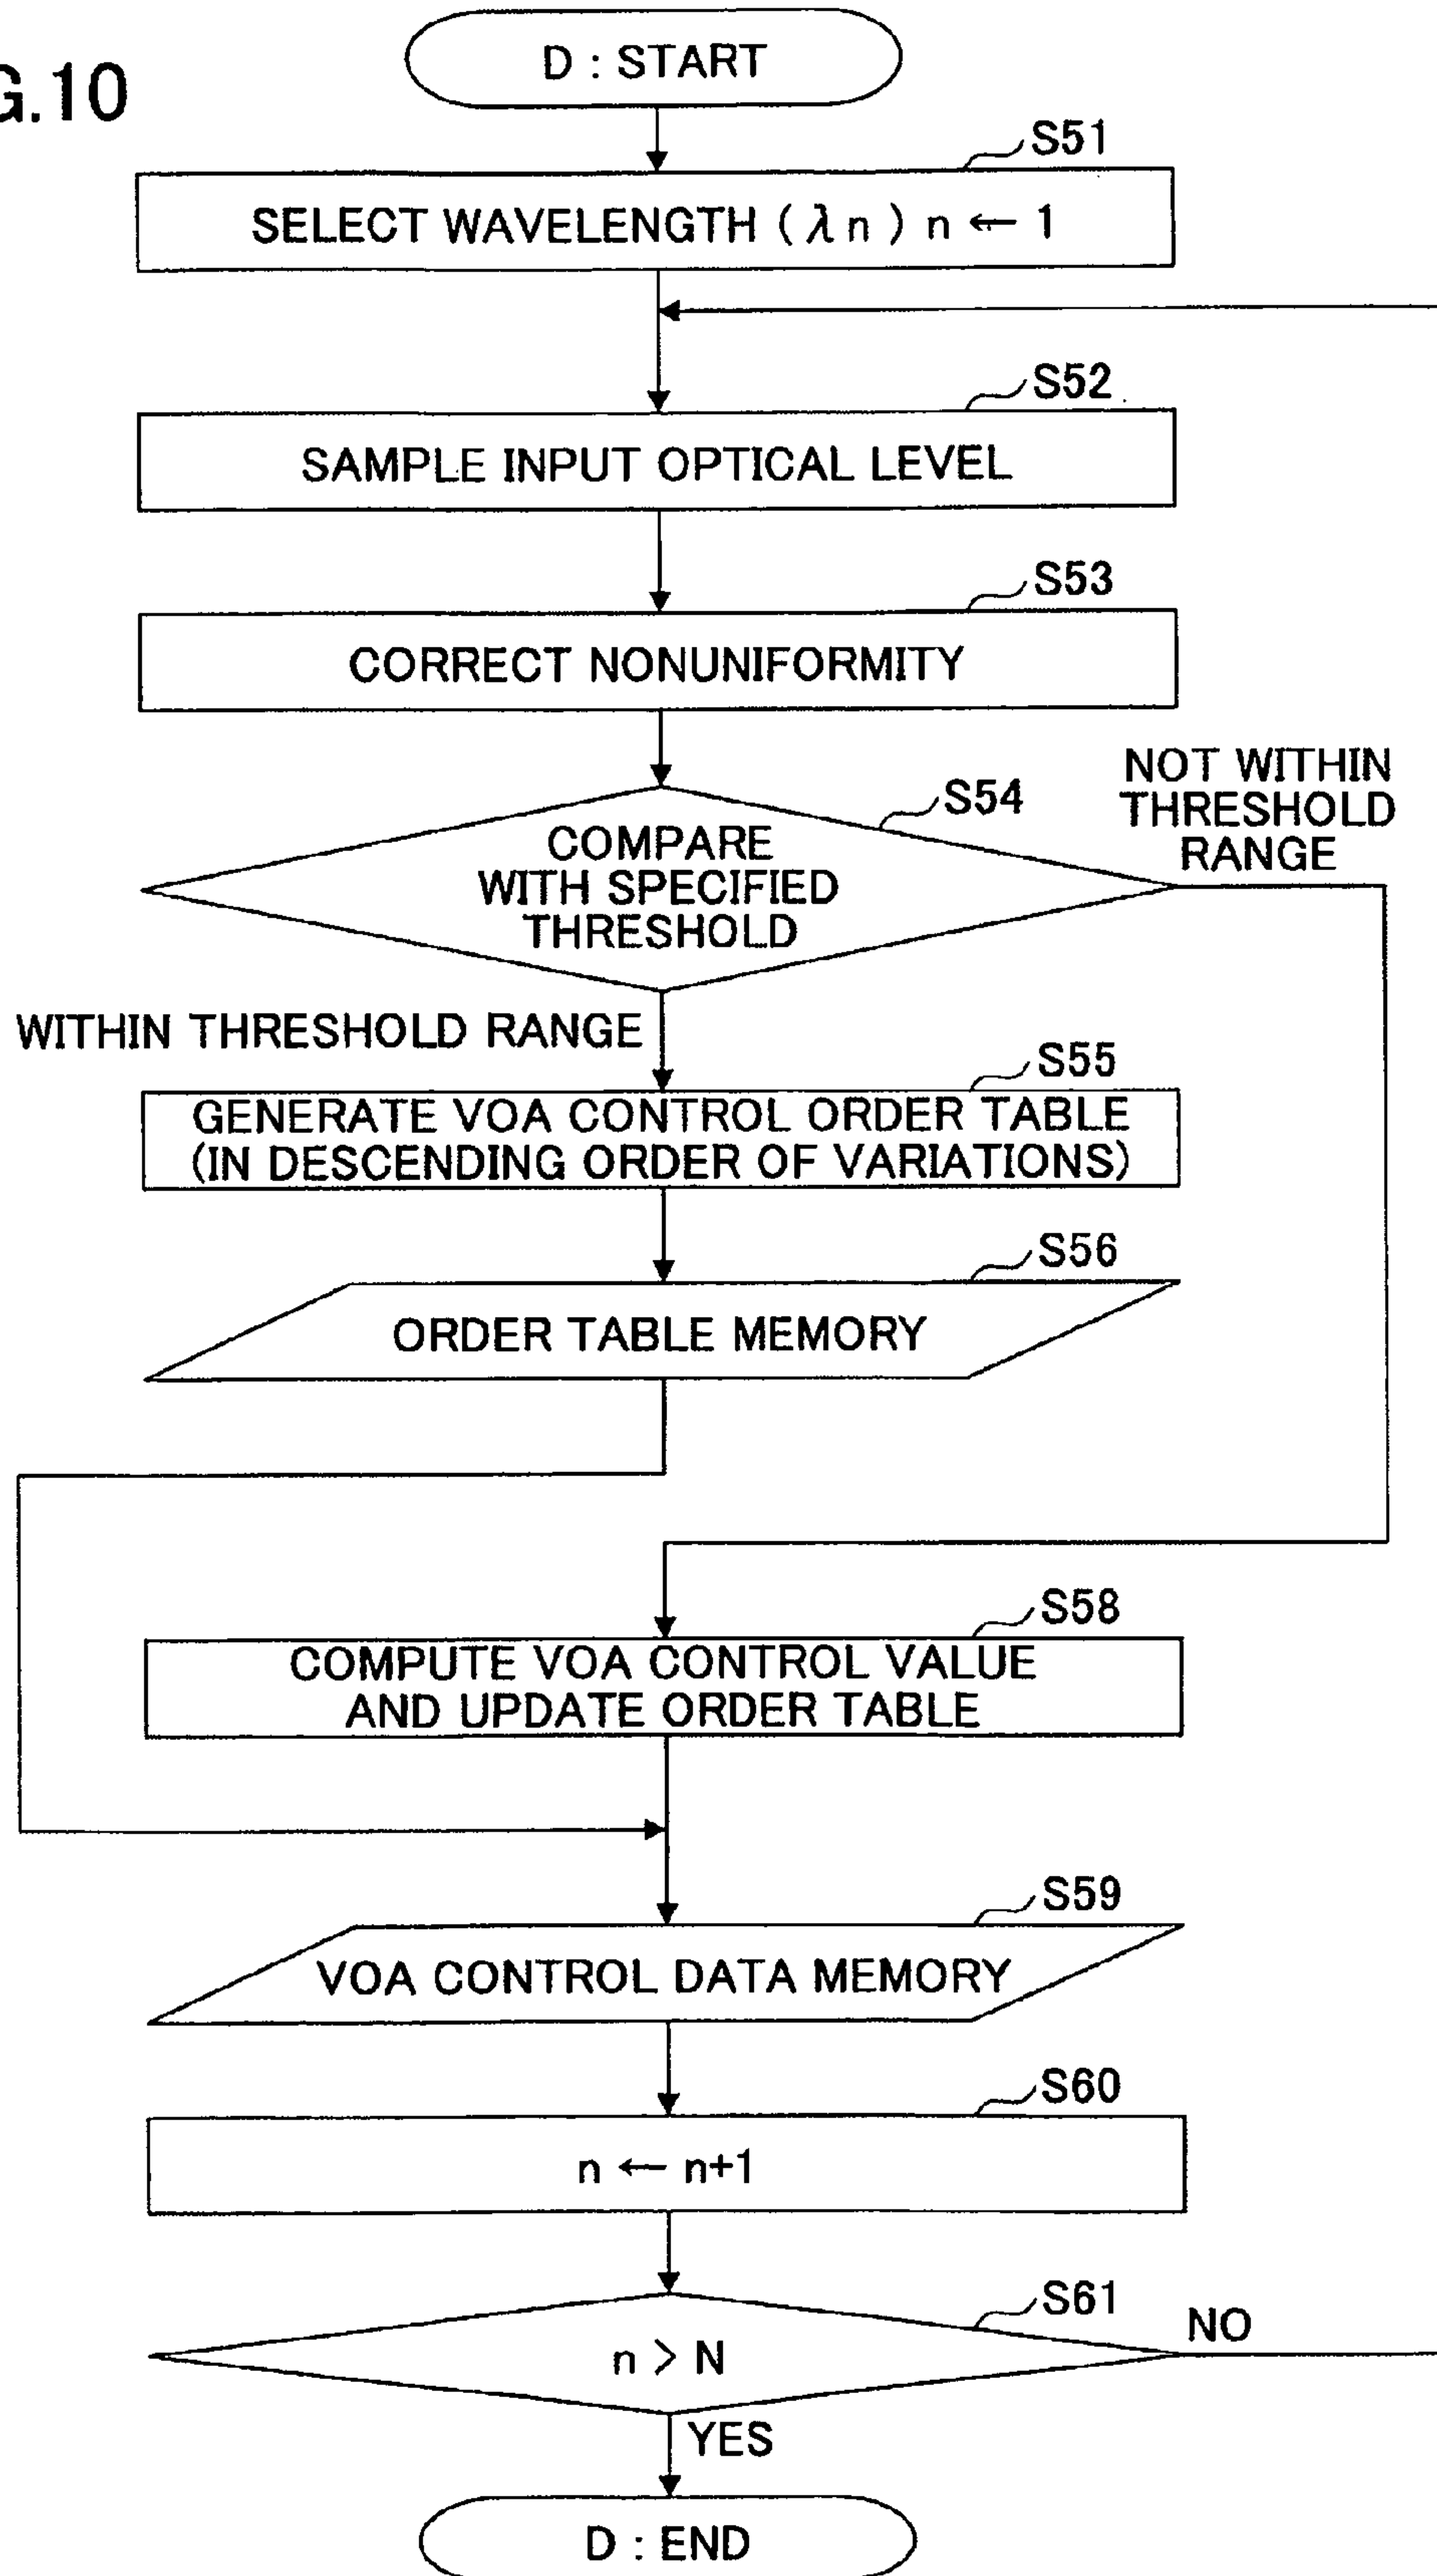 G.10
D : START
S51
SELECT WAVELENGTH ( λ n ) n ← 1
S52
SAMPLE INPUT OPTICAL LEVEL
S53
CORRECT NONUNIFORMITY
S54
NOT WITHIN
THRESHOLD
RANGE
COMPARE
WITH SPECIFIED
THRESHOLD
WITHIN THRESHOLD RANGE
S55
GENERATE VOA CONTROL ORDER TABLE
(IN DESCENDING ORDER OF VARIATIONS)
S56
ORDER TABLE MEMORY
S58
COMPUTE VOA CONTROL VALUE
AND UPDATE ORDER TABLE
S59
VOA CONTROL DATA MEMORY
S60
n ← n+1
S61
NO
n > N
YES
D : END